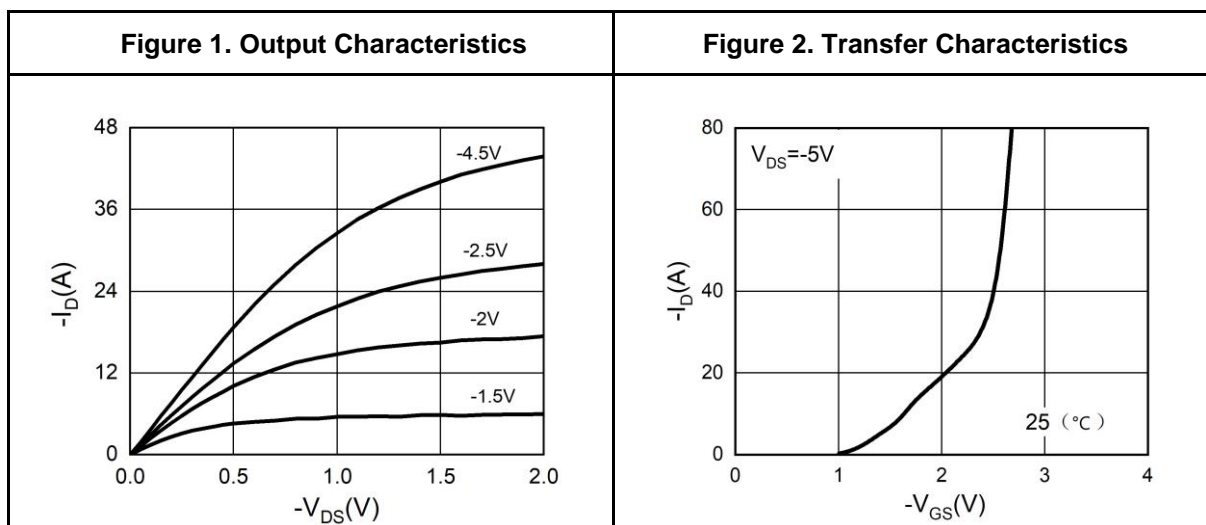 Figure 1. Output Characteristics
48
36
24
12
0
-I_D(A)
-4.5V
-2.5V
-2V
-1.5V
0.0 0.5 1.0 1.5 2.0
-V_DS(V)
Figure 2. Transfer Characteristics
80
60
40
20
0
-I_D(A)
V_DS=-5V
25（℃）
0 1 2 3 4
-V_GS(V)